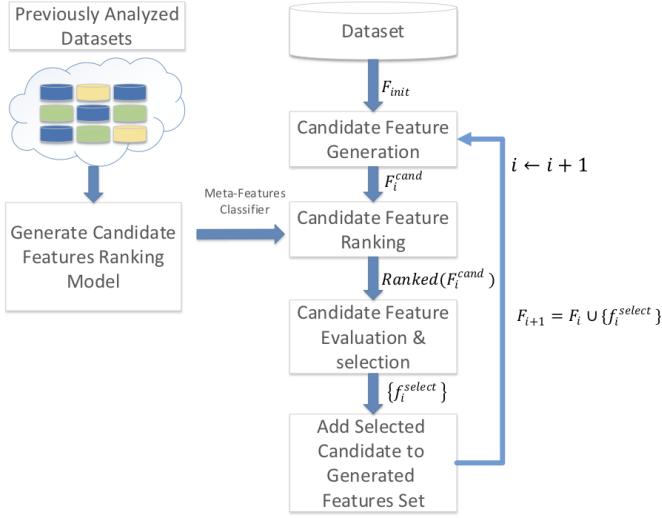 Previously Analyzed
Datasets
Generate Candidate
Features Ranking
Model
Meta-Features
Classifier
Dataset
F_init
Candidate Feature
Generation
F_i^cand
Candidate Feature
Ranking
Ranked(F_i^cand)
Candidate Feature
Evaluation &
selection
{f_i^select}
Add Selected
Candidate to
Generated
Features Set
i ← i + 1
F_{i+1} = F_i ∪ {f_i^select}